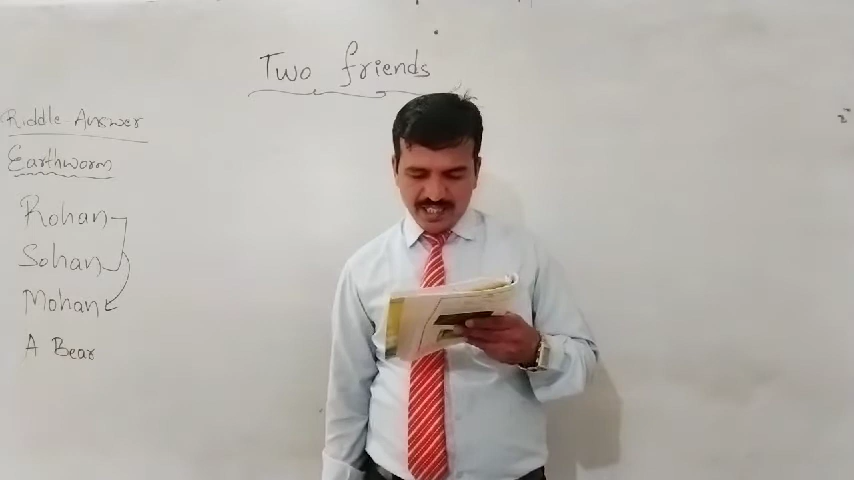 Two friends
Riddle Answer
Earthworm
Rohan
Sohan
Mohan
A Bear